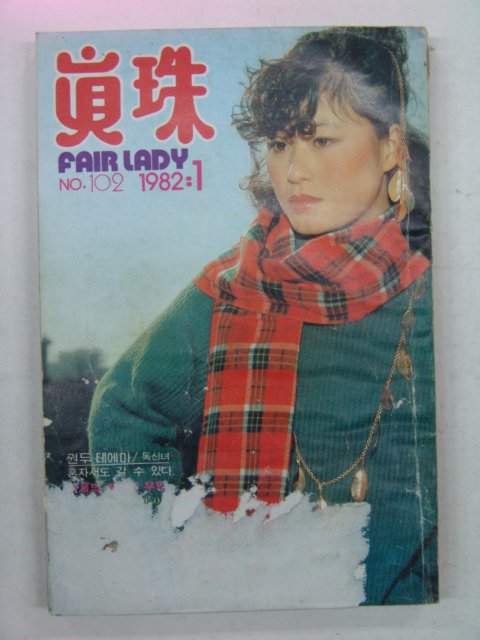 眞珠
FAIR LADY
NO. 102 1982:1
권두 테에마/독신녀
혼자서도 갈 수 있다.